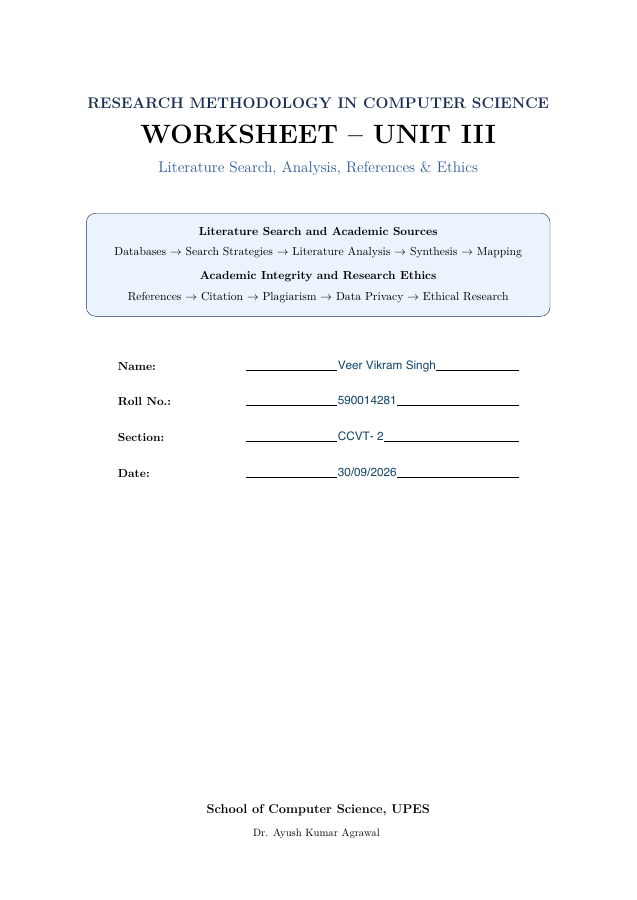 RESEARCH METHODOLOGY IN COMPUTER SCIENCE
WORKSHEET – UNIT III
Literature Search, Analysis, References & Ethics
Literature Search and Academic Sources
Databases → Search Strategies → Literature Analysis → Synthesis → Mapping
Academic Integrity and Research Ethics
References → Citation → Plagiarism → Data Privacy → Ethical Research
Name: Veer Vikram Singh
Roll No.: 590014281
Section: CCVT- 2
Date: 30/09/2026
School of Computer Science, UPES
Dr. Ayush Kumar Agrawal